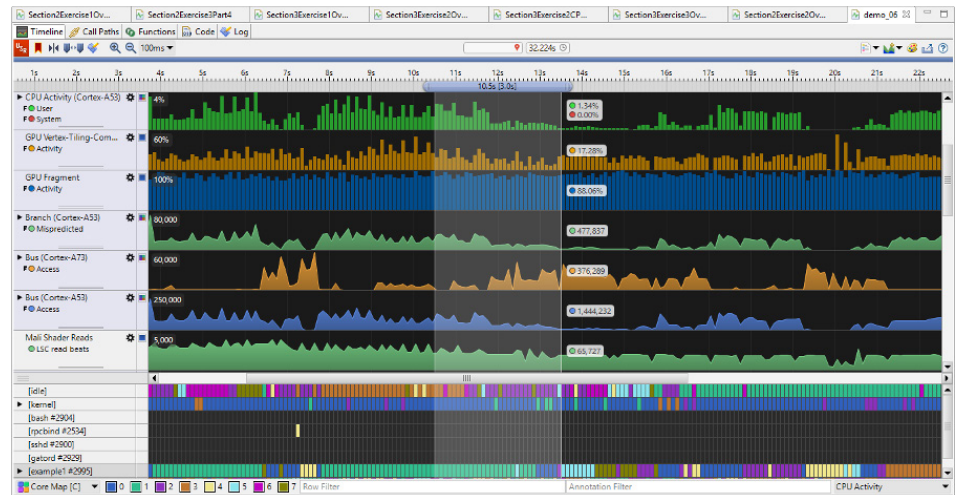 Section2Exercise1Ov... Section2Exercise3Part4 Section3Exercise1Ov... Section3Exercise2Ov... Section3Exercise2CP... Section3Exercise3Ov... Section2Exercise2Ov... demo_06
Timeline Call Paths Functions Code Log
100ms 32.224s
1s 2s 3s 4s 5s 6s 7s 8s 9s 10s 11s 12s 13s 14s 15s 16s 17s 18s 19s 20s 21s 22s
10.5s [3.0s]
CPU Activity (Cortex-A53) 4%
F User 1.34%
F System 0.00%
GPU Vertex-Tiling-Com... 60%
F Activity 17.28%
GPU Fragment 100%
F Activity 88.06%
Branch (Cortex-A53) 80,000
F Mispredicted 477,837
Bus (Cortex-A73) 60,000
F Access 376,289
Bus (Cortex-A53) 250,000
F Access 1,444,232
Mali Shader Reads 5,000
LSC read beats 65,727
[idle]
[kernel]
[bash #2904]
[rpcbind #2534]
[sshd #2900]
[gatord #2929]
[example1 #2995]
Core Map [C] 0 1 2 3 4 5 6 7 Row Filter Annotation Filter CPU Activity